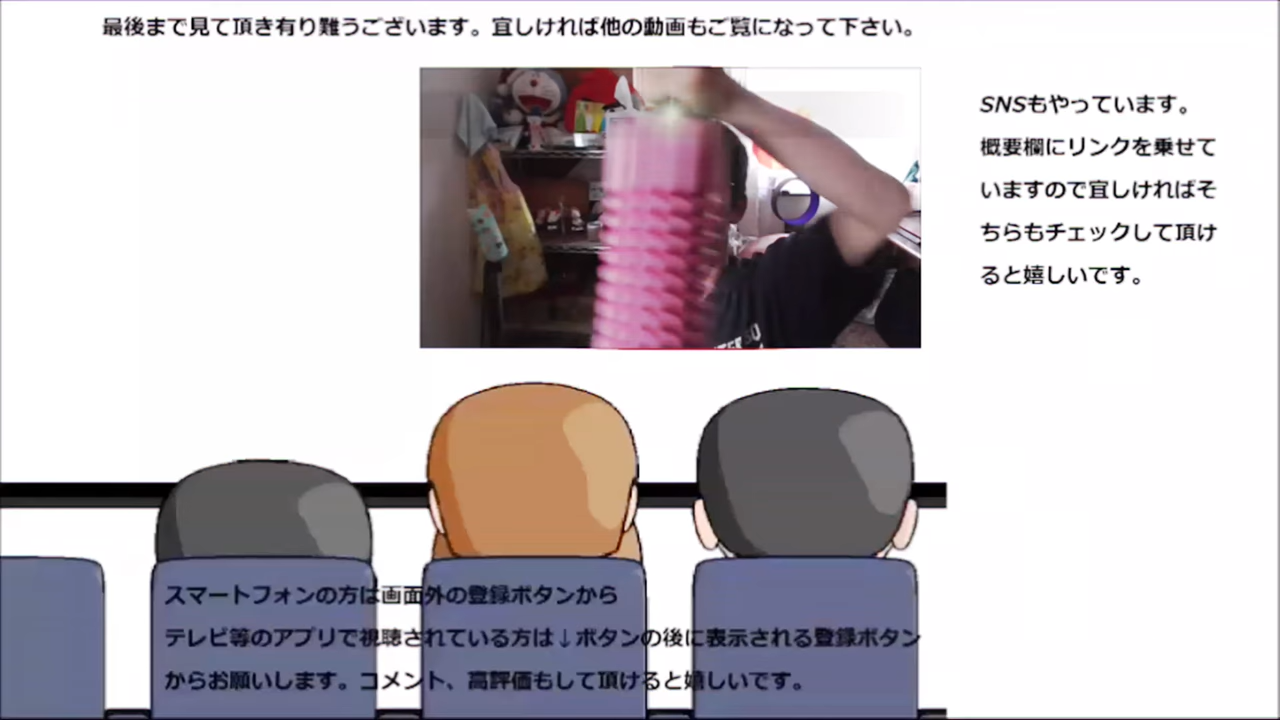 最後まで見て頂き有り難うございます。宜しければ他の動画もご覧になって下さい。
SNSもやっています。
概要欄にリンクを乗せて
いますので宜しければそ
ちらもチェックして頂け
ると嬉しいです。
スマートフォンの方は画面外の登録ボタンから
テレビ等のアプリで視聴されている方は↓ボタンの後に表示される登録ボタン
からお願いします。コメント、高評価もして頂けると嬉しいです。